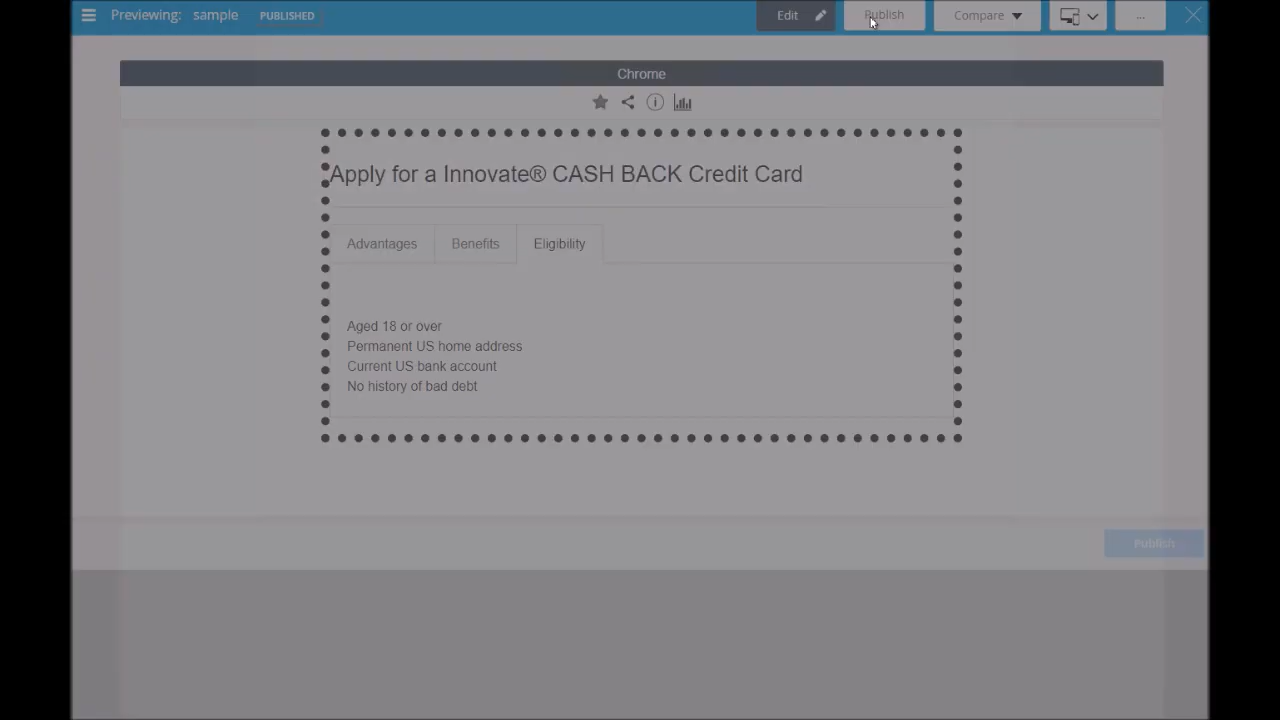 Previewing: sample PUBLISHED Edit Publish Compare ...
Chrome
Apply for a Innovate® CASH BACK Credit Card
Advantages Benefits Eligibility
Aged 18 or over
Permanent US home address
Current US bank account
No history of bad debt
Publish